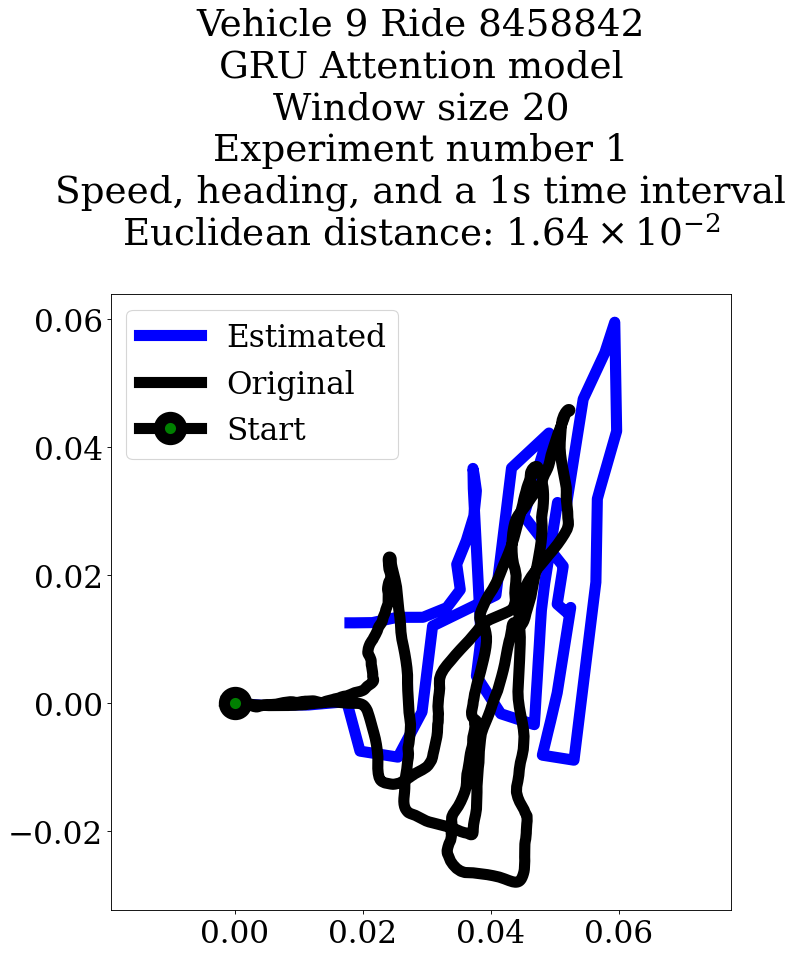 Vehicle 9 Ride 8458842
GRU Attention model
Window size 20
Experiment number 1
Speed, heading, and a 1s time interval
Euclidean distance: 1.64 × 10⁻²
Estimated
Original
Start
0.06
0.04
0.02
0.00
−0.02
0.00 0.02 0.04 0.06